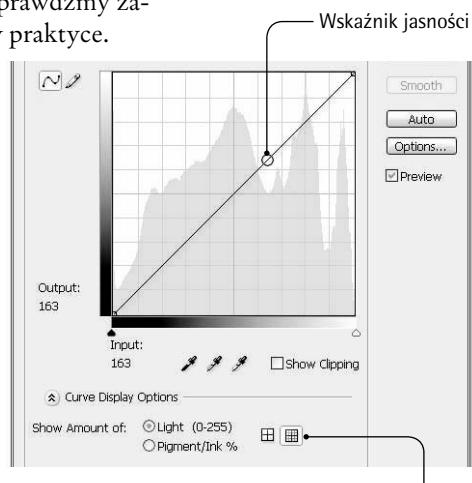 prawdźmy za-
praktyce.
Wskaźnik jasności
Smooth
Auto
Options...
Preview
Output:
163
Input:
163
Show Clipping
Curve Display Options
Show Amount of:
Light (0-255)
Pigment/Ink %